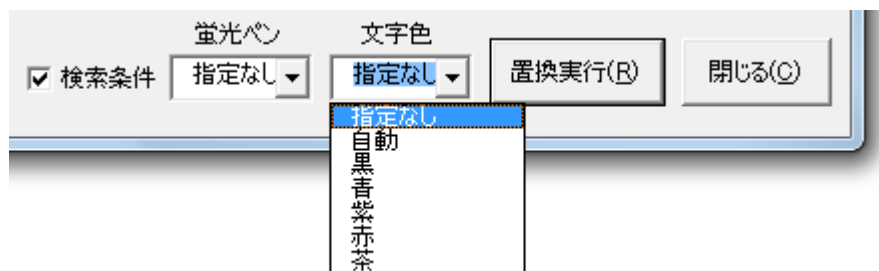 蛍光ペン 文字色
検索条件 指定なし 指定なし 置換実行(R) 閉じる(C)
指定なし
自動
黒
青
紫
赤
茶